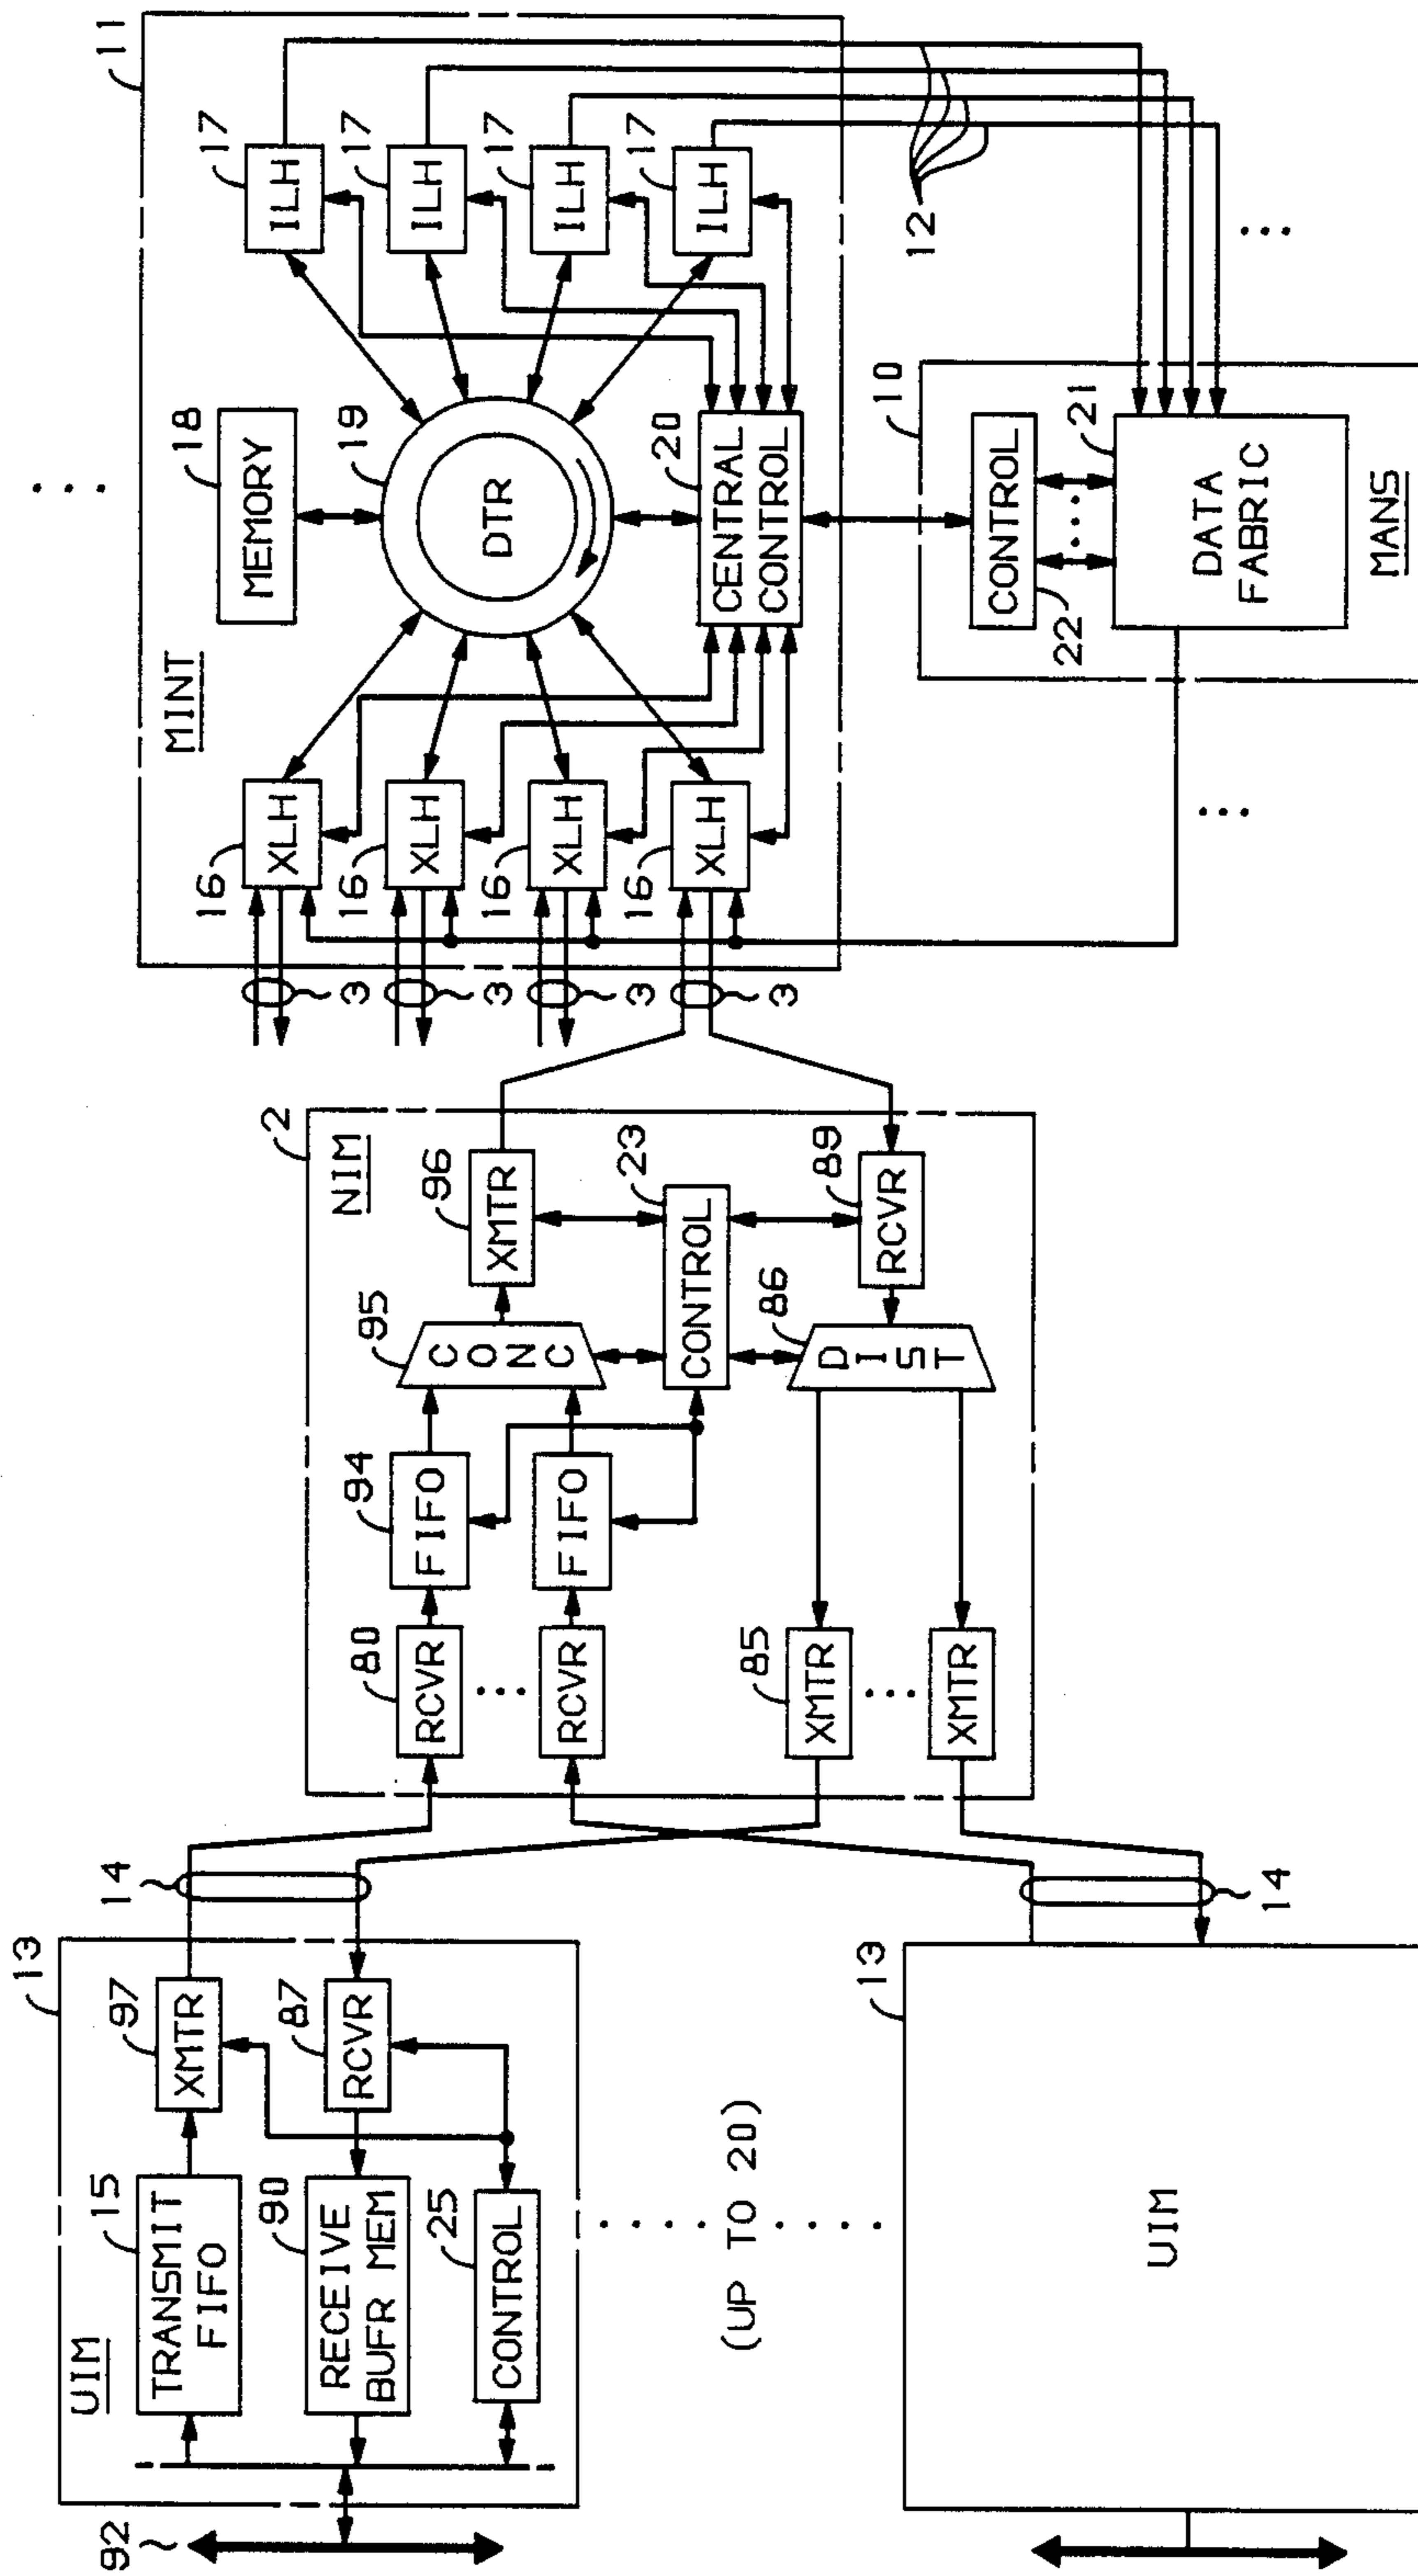 11
MINT
18
MEMORY
19
DTR
20
CENTRAL
CONTROL
16
XLH
16
XLH
16
XLH
16
XLH
17
ILH
17
ILH
17
ILH
17
ILH
3
3
3
3
12
10
CONTROL
22
21
DATA
FABRIC
MANS
2
NIM
80
RCVR
RCVR
94
FIFO
FIFO
95
CONC
96
XMTR
23
CONTROL
89
RCVR
86
DIST
85
XMTR
XMTR
14
14
13
UIM
15
TRANSMIT
FIFO
97
XMTR
90
RECEIVE
BUFR MEM
87
RCVR
25
CONTROL
92
(UP TO 20)
13
UIM